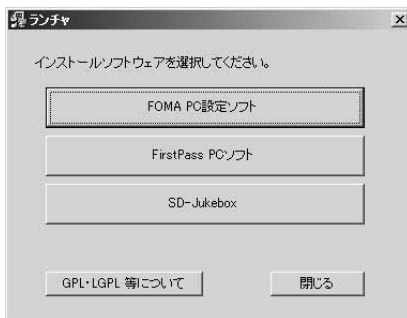 ランチャ
インストールソフトウェアを選択してください。
FOMA PC設定ソフト
FirstPass PCソフト
SD-Jukebox
GPL・LGPL 等について
閉じる